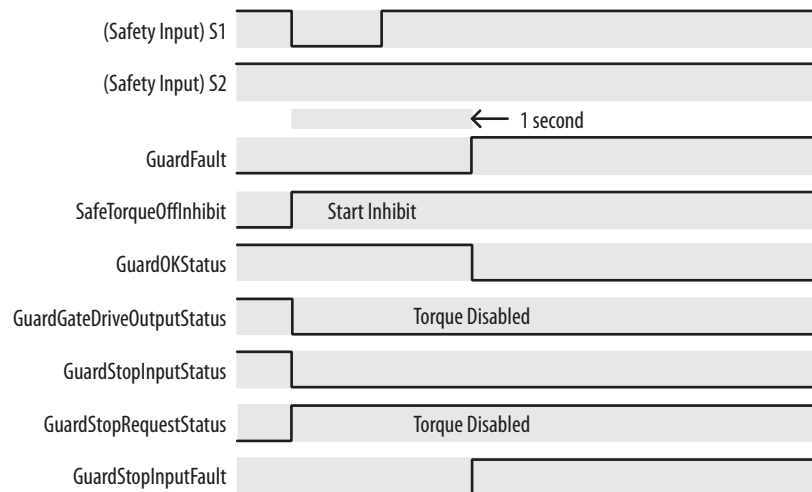 (Safety Input) S1
(Safety Input) S2
1 second
GuardFault
SafeTorqueOffInhibit
Start Inhibit
GuardOKStatus
GuardGateDriveOutputStatus
Torque Disabled
GuardStopInputStatus
GuardStopRequestStatus
Torque Disabled
GuardStopInputFault